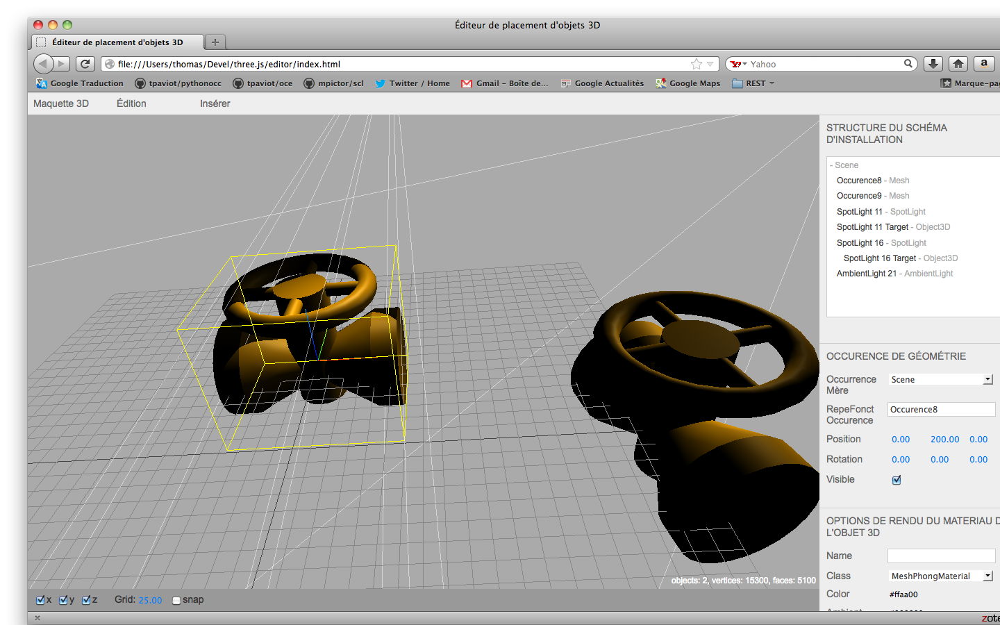 Éditeur de placement d'objets 3D
Éditeur de placement d'objets 3D
file:///Users/thomas/Devel/three.js/editor/index.html
Yahoo
Google Traduction
tpaviot/pythonocc
tpaviot/oce
mpictor/scl
Twitter / Home
Gmail – Boîte de...
Google Actualités
Google Maps
REST
Marque-pag
Maquette 3D
Édition
Insérer
STRUCTURE DU SCHÉMA
D'INSTALLATION
- Scene
Occurence8 - Mesh
Occurence9 - Mesh
SpotLight 11 - SpotLight
SpotLight 11 Target - Object3D
SpotLight 16 - SpotLight
SpotLight 16 Target - Object3D
AmbientLight 21 - AmbientLight
OCCURENCE DE GÉOMÉTRIE
Occurrence Mère Scene
RepeFonct Occurence Occurence8
Position 0.00 200.00 0.00
Rotation 0.00 0.00 0.00
Visible
OPTIONS DE RENDU DU MATERIAU D
L'OBJET 3D
Name
Class MeshPhongMaterial
Color #ffaa00
objects: 2, vertices: 15300, faces: 5100
x y z Grid: 25.00 snap
zote